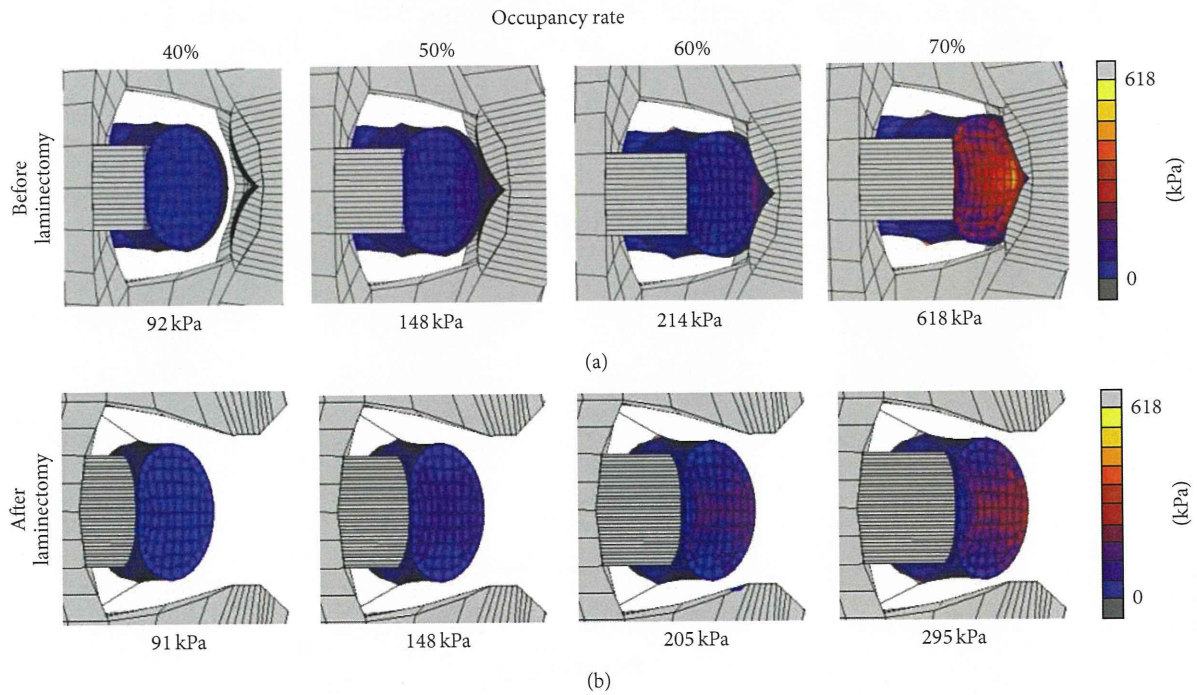 Occupancy rate
40%
50%
60%
70%
Before
laminectomy
618
0
(kPa)
92 kPa
148 kPa
214 kPa
618 kPa
(a)
After
laminectomy
618
0
(kPa)
91 kPa
148 kPa
205 kPa
295 kPa
(b)